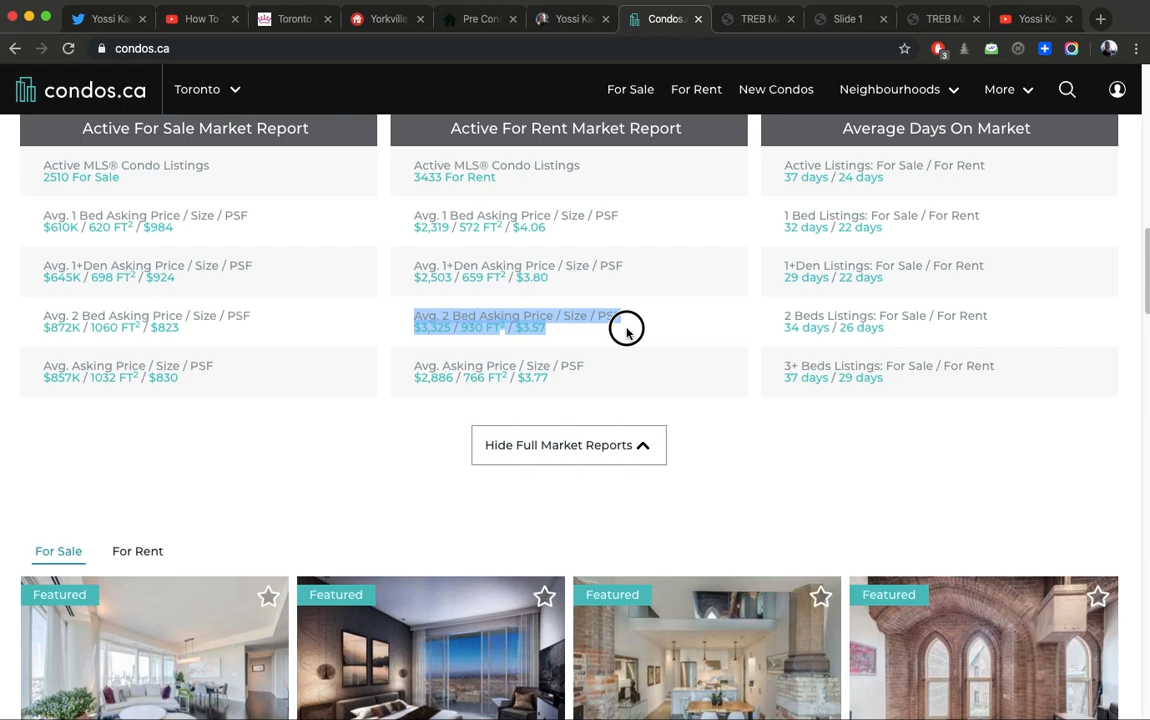 Yossi Ka
How To
Toronto
Yorkville
Pre Con
Yossi Ka
Condos.
TREB M
Slide 1
TREB M
Yossi Ka
condos.ca
3
condos.ca
Toronto
For Sale
For Rent
New Condos
Neighbourhoods
More
Active For Sale Market Report
Active MLS® Condo Listings
2510 For Sale
Avg. 1 Bed Asking Price / Size / PSF
$610K / 620 FT² / $984
Avg. 1+Den Asking Price / Size / PSF
$645K / 698 FT² / $924
Avg. 2 Bed Asking Price / Size / PSF
$872K / 1060 FT² / $823
Avg. Asking Price / Size / PSF
$857K / 1032 FT² / $830
Active For Rent Market Report
Active MLS® Condo Listings
3433 For Rent
Avg. 1 Bed Asking Price / Size / PSF
$2,319 / 572 FT² / $4.06
Avg. 1+Den Asking Price / Size / PSF
$2,503 / 659 FT² / $3.80
Avg. 2 Bed Asking Price / Size / PSF
$3,325 / 930 FT² / $3.57
Avg. Asking Price / Size / PSF
$2,886 / 766 FT² / $3.77
Average Days On Market
Active Listings: For Sale / For Rent
37 days / 24 days
1 Bed Listings: For Sale / For Rent
32 days / 22 days
1+Den Listings: For Sale / For Rent
29 days / 22 days
2 Beds Listings: For Sale / For Rent
34 days / 26 days
3+ Beds Listings: For Sale / For Rent
37 days / 29 days
Hide Full Market Reports
For Sale
For Rent
Featured
Featured
Featured
Featured